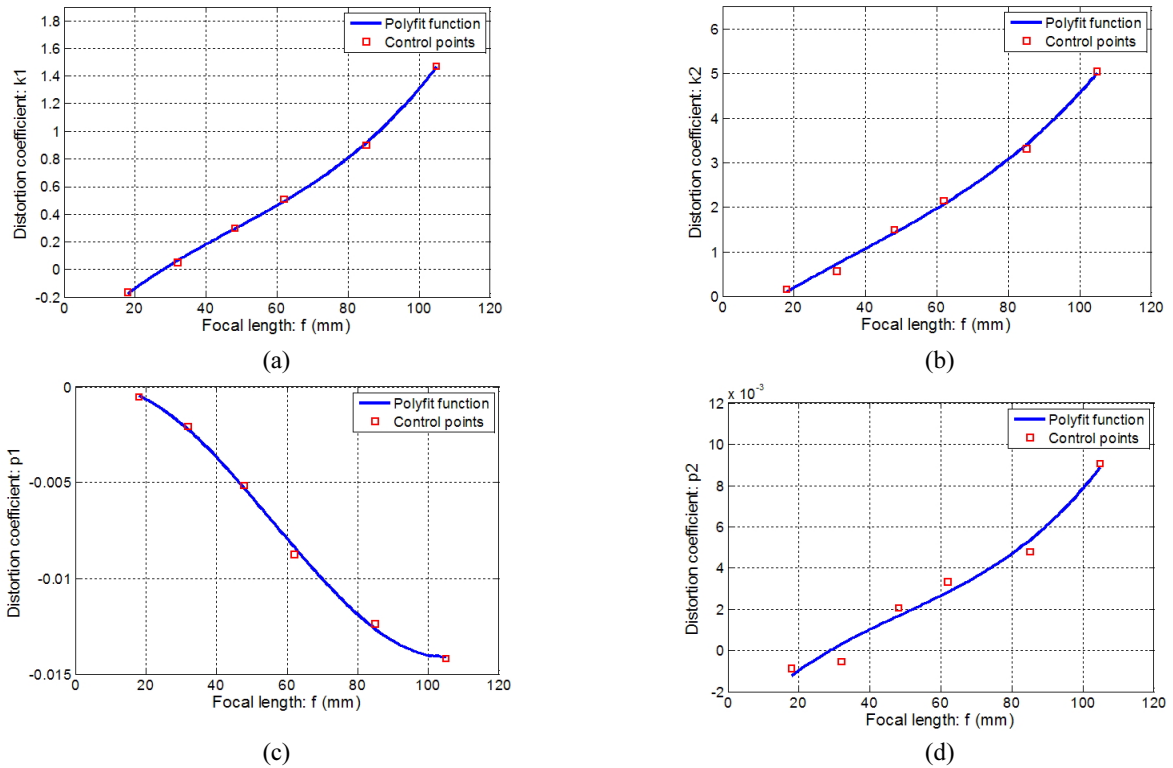 1.8
1.6
1.4
1.2
1
0.8
0.6
0.4
0.2
0
-0.2
Distortion coefficient: k1
Polyfit function
Control points
0 20 40 60 80 100 120
Focal length: f (mm)
(a)
6
5
4
3
2
1
0
Distortion coefficient: k2
Polyfit function
Control points
0 20 40 60 80 100 120
Focal length: f (mm)
(b)
0
-0.005
-0.01
-0.015
Distortion coefficient: p1
Polyfit function
Control points
20 40 60 80 100 120
Focal length: f (mm)
(c)
x 10⁻³
12
10
8
6
4
2
0
-2
Distortion coefficient: p2
Polyfit function
Control points
0 20 40 60 80 100 120
Focal length: f (mm)
(d)